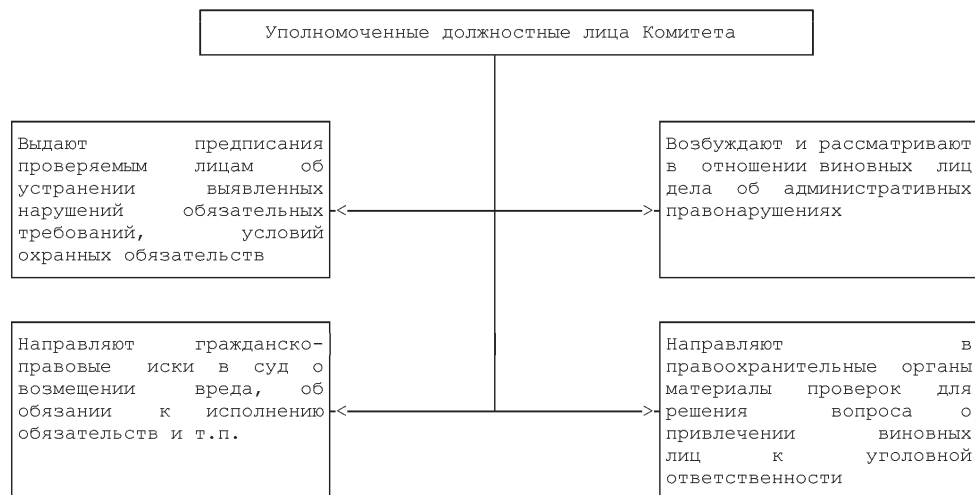 Уполномоченные должностные лица Комитета
Выдают предписания
проверяемым лицам об
устранении выявленных
нарушений обязательных
требований, условий
охранных обязательств
Возбуждают и рассматривают
в отношении виновных лиц
дела об административных
правонарушениях
Направляют гражданско-
правовые иски в суд о
возмещении вреда, об
обязании к исполнению
обязательств и т.п.
Направляют в
правоохранительные органы
материалы проверок для
решения вопроса о
привлечении виновных
лиц к уголовной
ответственности